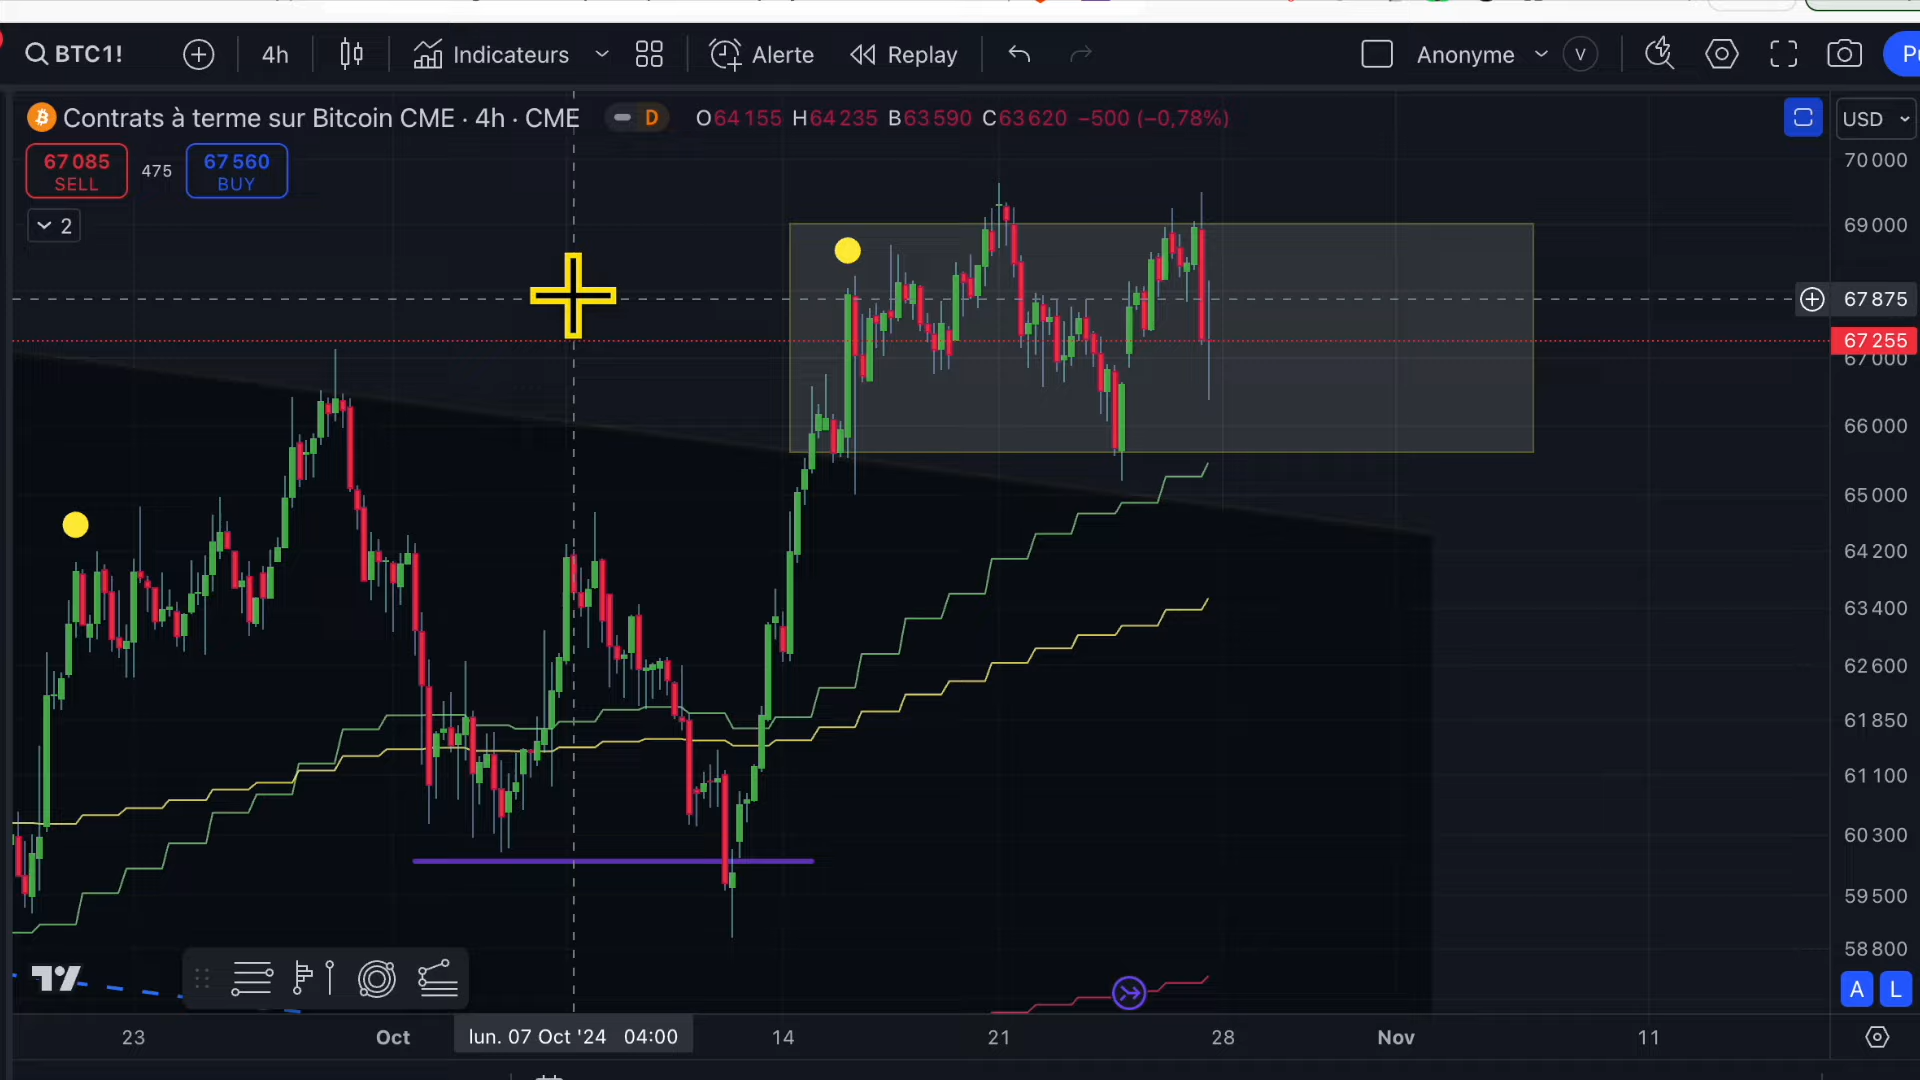 BTC1! 4h Indicateurs Alerte Replay Anonyme V
Contrats à terme sur Bitcoin CME · 4h · CME D O64 155 H64 235 B63 590 C63 620 −500 (−0,78%)
USD
67 085 SELL 475 67 560 BUY
2
70 000
69 000
67 875
67 255
67 000
66 000
65 000
64 200
63 400
62 600
61 850
61 100
60 300
59 500
58 800
A L
23 Oct lun. 07 Oct '24 04:00 14 21 28 Nov 11